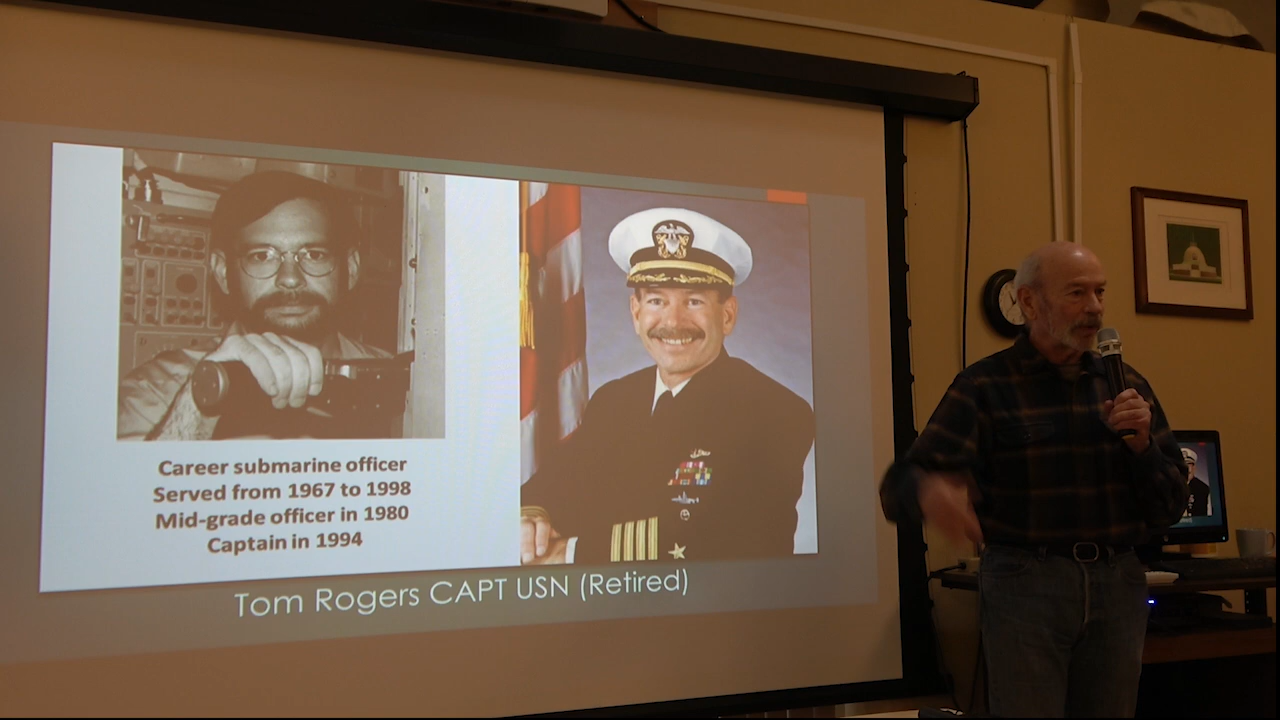 Career submarine officer
Served from 1967 to 1998
Mid-grade officer in 1980
Captain in 1994
Tom Rogers CAPT USN (Retired)